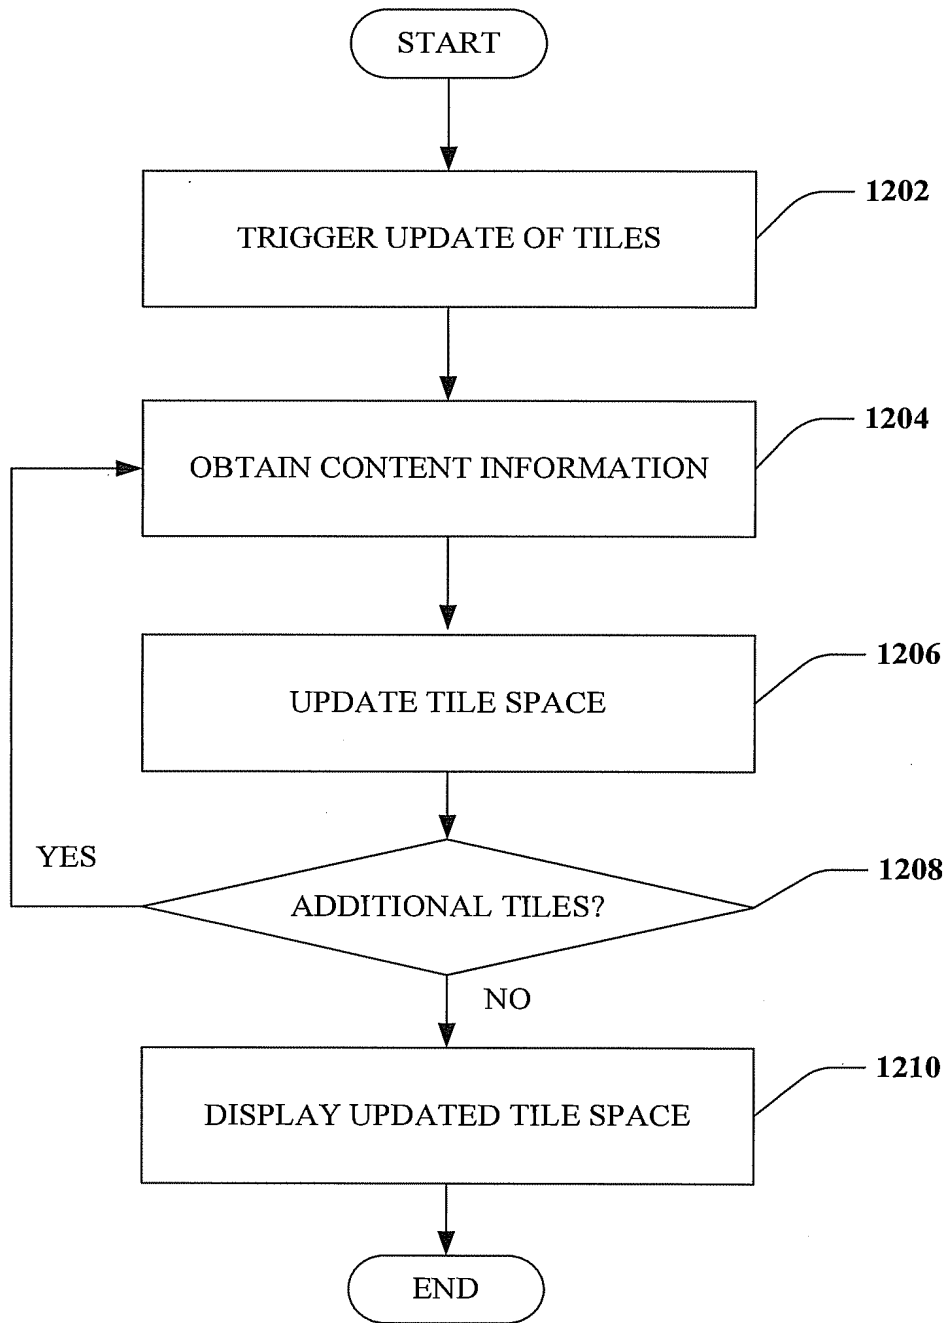 START
TRIGGER UPDATE OF TILES
1202
OBTAIN CONTENT INFORMATION
1204
UPDATE TILE SPACE
1206
YES
ADDITIONAL TILES?
1208
NO
DISPLAY UPDATED TILE SPACE
1210
END